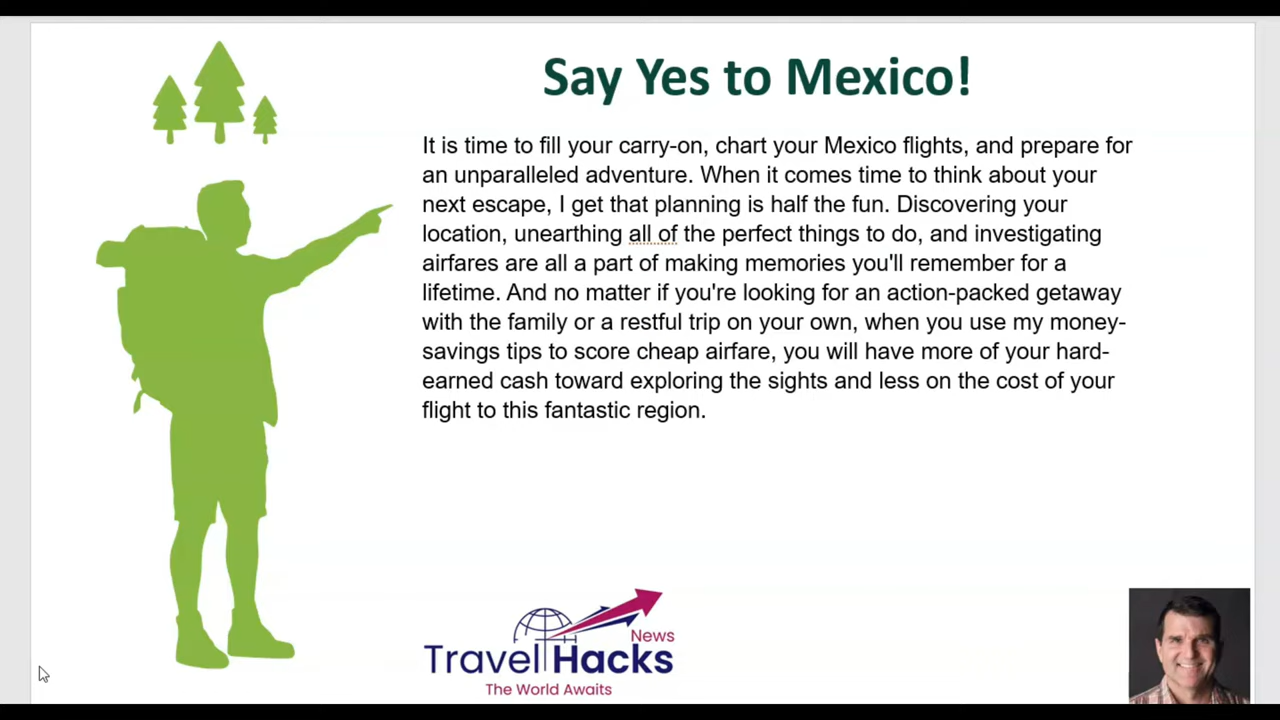 Say Yes to Mexico!
It is time to fill your carry-on, chart your Mexico flights, and prepare for
an unparalleled adventure. When it comes time to think about your
next escape, I get that planning is half the fun. Discovering your
location, unearthing all of the perfect things to do, and investigating
airfares are all a part of making memories you'll remember for a
lifetime. And no matter if you're looking for an action-packed getaway
with the family or a restful trip on your own, when you use my money-
savings tips to score cheap airfare, you will have more of your hard-
earned cash toward exploring the sights and less on the cost of your
flight to this fantastic region.
News
Travel Hacks
The World Awaits